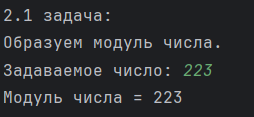 2.1 задача:
Образуем модуль числа.
Задаваемое число: 223
Модуль числа = 223